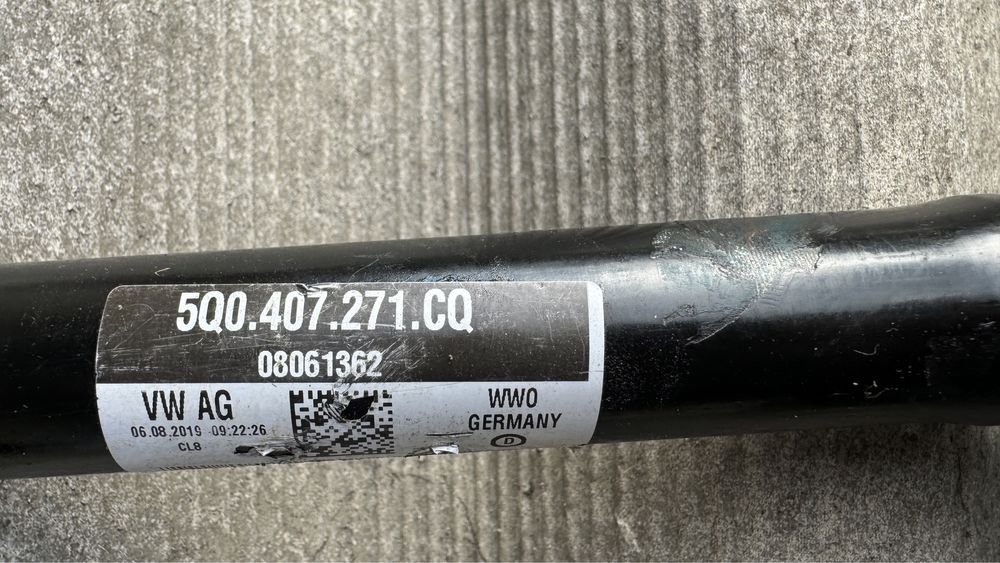 5Q0.407.271.CQ
08061362
VW AG
06.08.2019 09:22:26
CL8
WWO
GERMANY
D